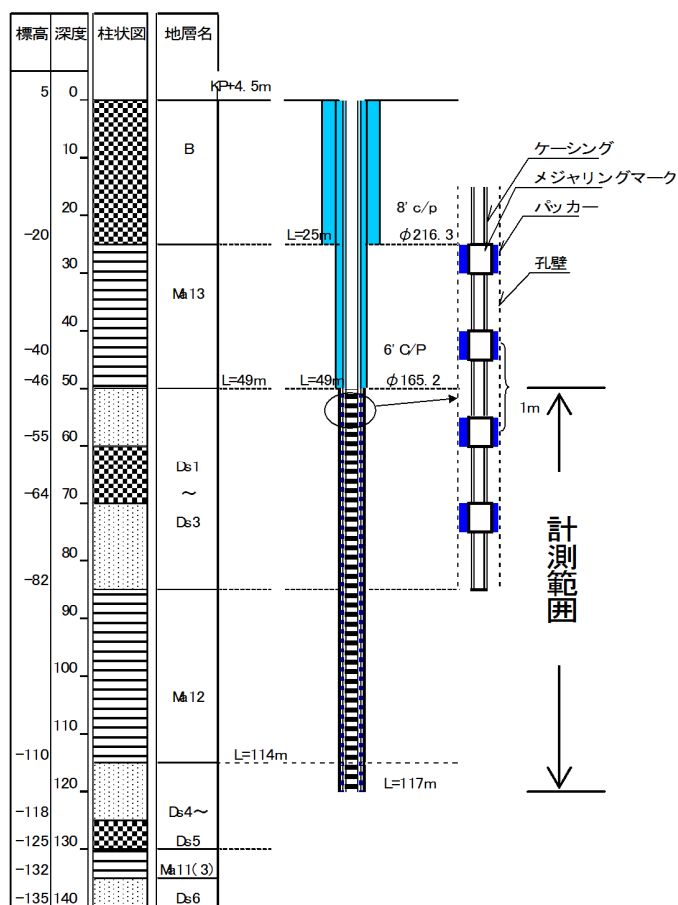 標高 深度 柱状図 地層名
KP+4.5m
5 0
B
10
ケーシング
メジャリングマーク
パッカー
20
8' c/p
-20
L=25m
φ216.3
孔壁
30
Ma13
40
-40
6' C/P
-46 50
L=49m
L=49m
φ165.2
1m
-55 60
Ds1
～
Ds3
-64 70
計測範囲
80
-82
90
100
Ma12
110
-110
L=114m
120
L=117m
-118
Ds4～
Ds5
-125 130
-132
Ma11(3)
-135 140
Ds6